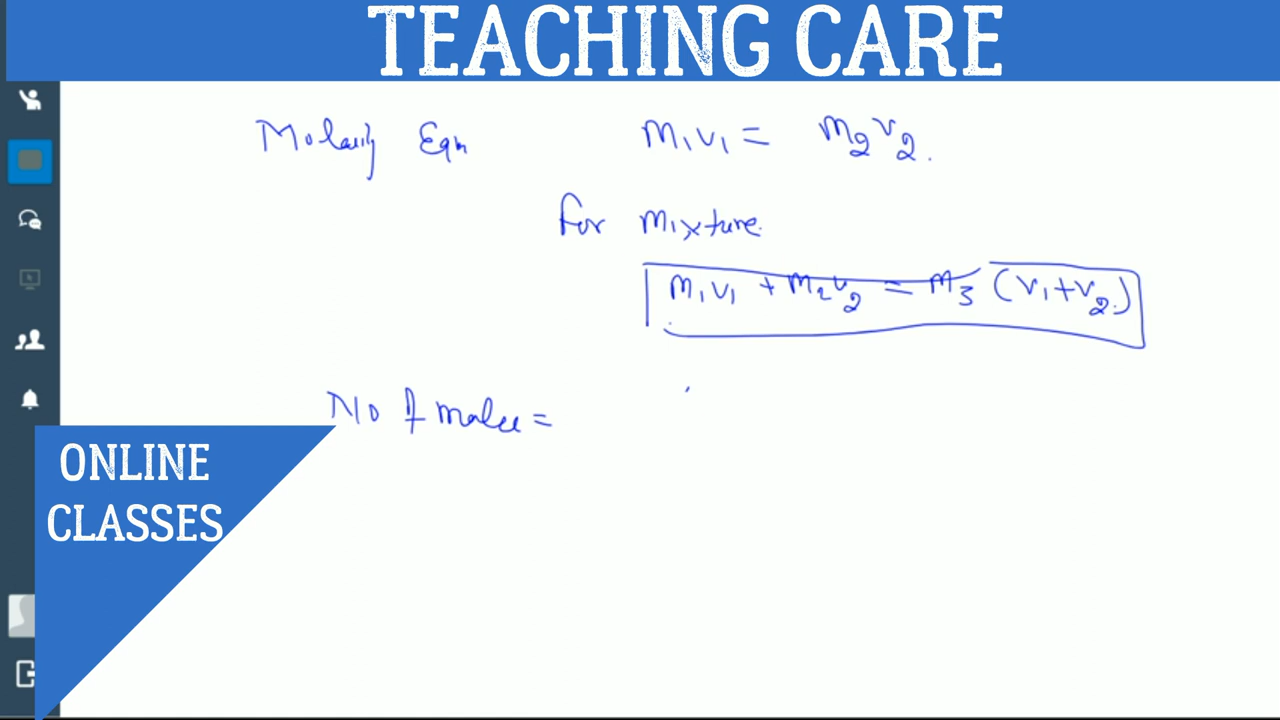 TEACHING CARE
Molarity Eqn M₁V₁ = M₂V₂.
for mixture
M₁V₁ + M₂V₂ = M₃ (V₁+V₂)
No of moles =
ONLINE
CLASSES